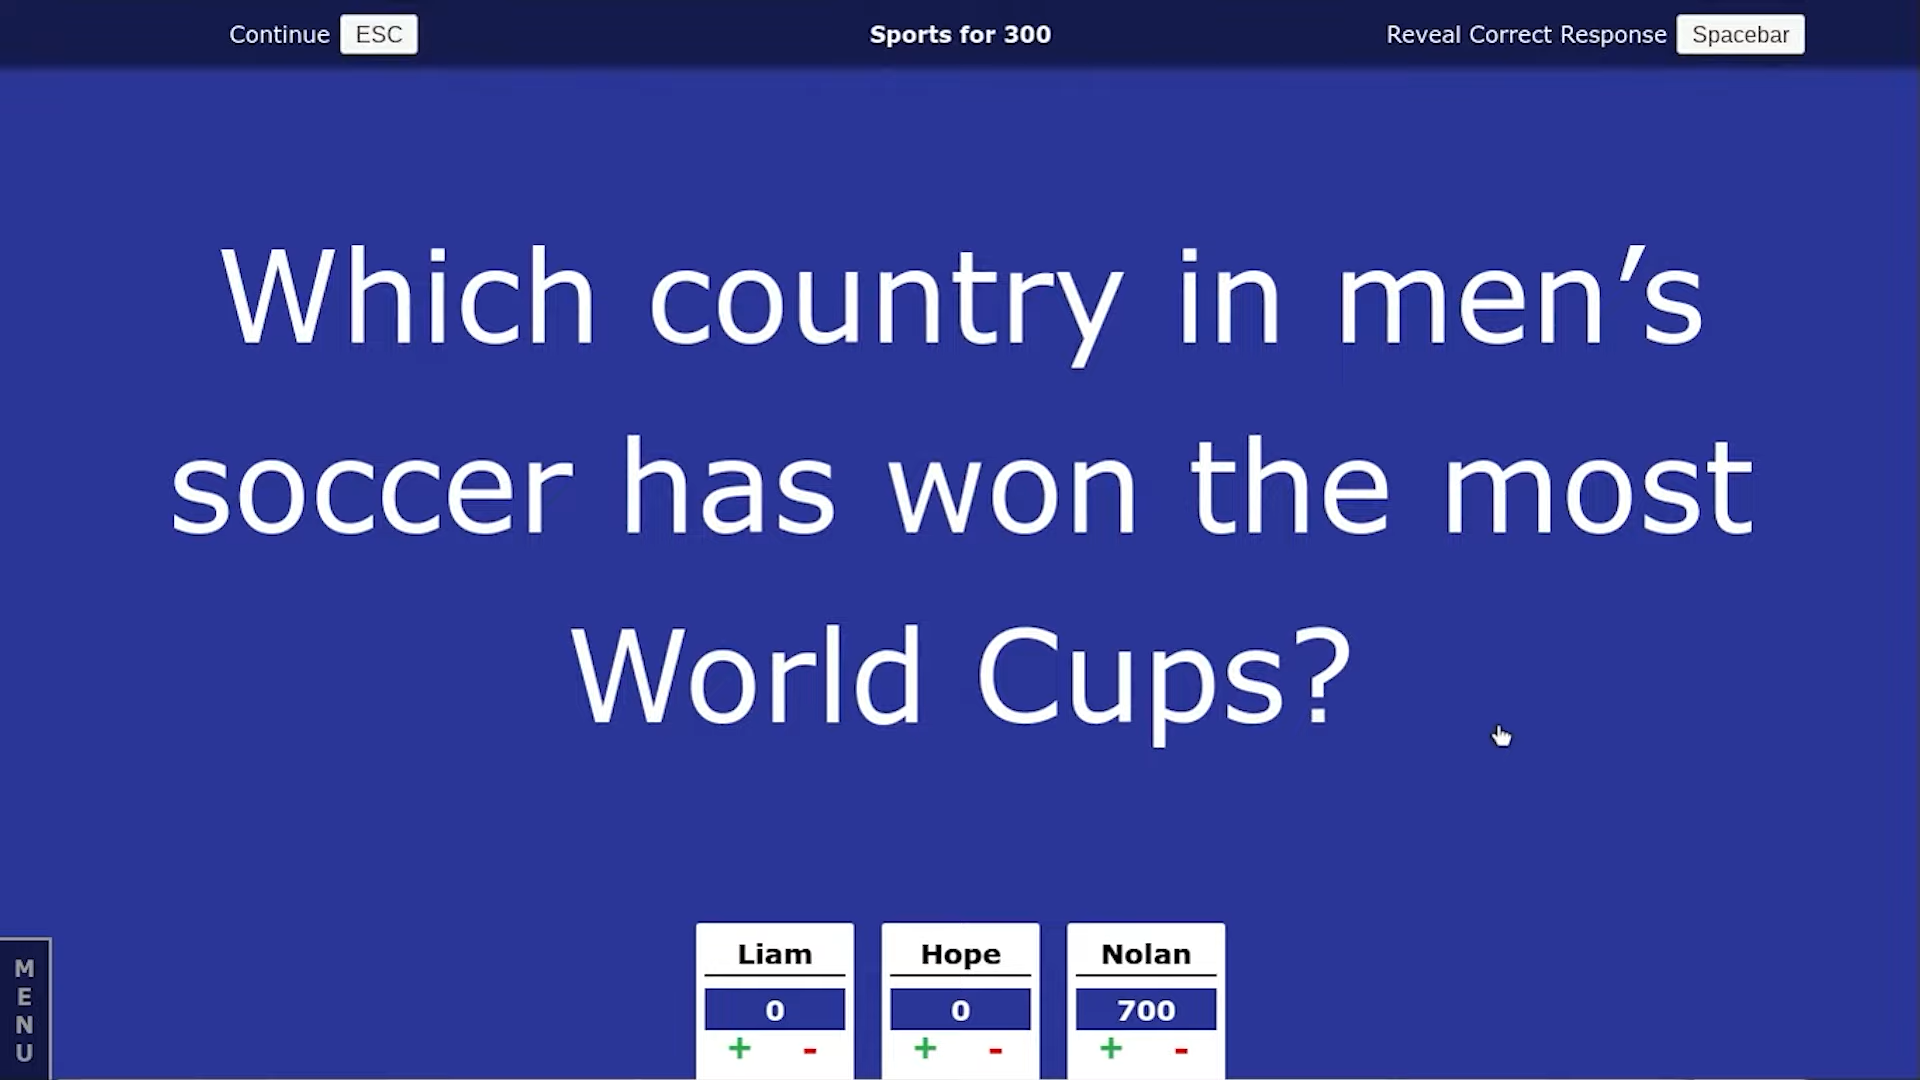 Continue ESC Sports for 300 Reveal Correct Response Spacebar
Which country in men’s
soccer has won the most
World Cups?
MENU
Liam Hope Nolan
0 0 700
+ - + - + -